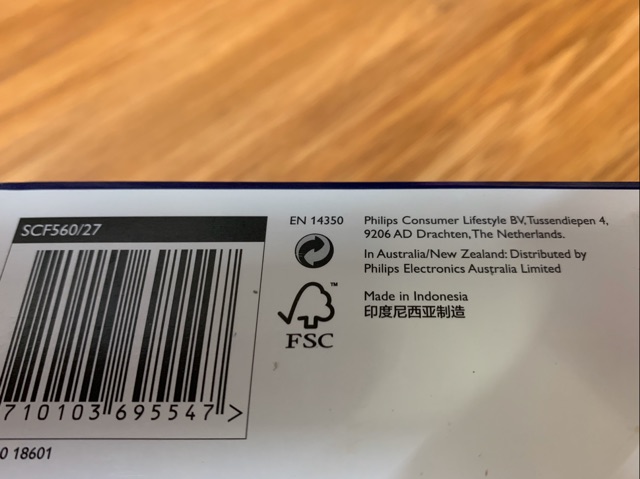 SCF560/27
710103 695547 >
0 18601
EN 14350
FSC
™
Philips Consumer Lifestyle BV, Tussendiepen 4,
9206 AD Drachten, The Netherlands.
In Australia/New Zealand: Distributed by
Philips Electronics Australia Limited
Made in Indonesia
印度尼西亚制造